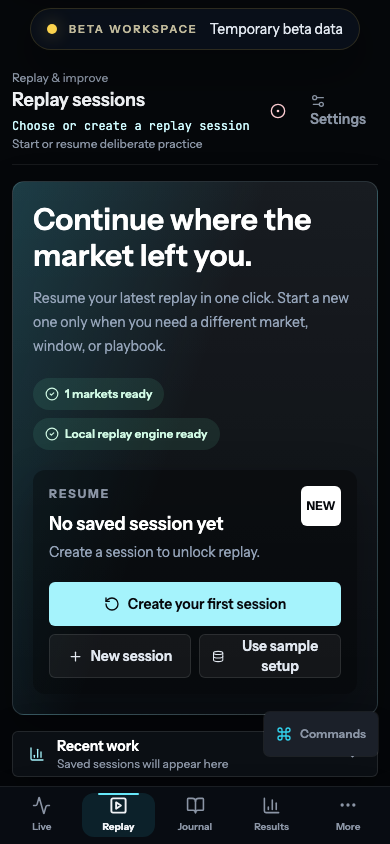 BETA WORKSPACE Temporary beta data
Replay & improve
Replay sessions
Choose or create a replay session
Start or resume deliberate practice
Settings
Continue where the
market left you.
Resume your latest replay in one click. Start a new
one only when you need a different market,
window, or playbook.
1 markets ready
Local replay engine ready
RESUME
NEW
No saved session yet
Create a session to unlock replay.
Create your first session
New session
Use sample
setup
Recent work
Saved sessions will appear here
Commands
Live
Replay
Journal
Results
More